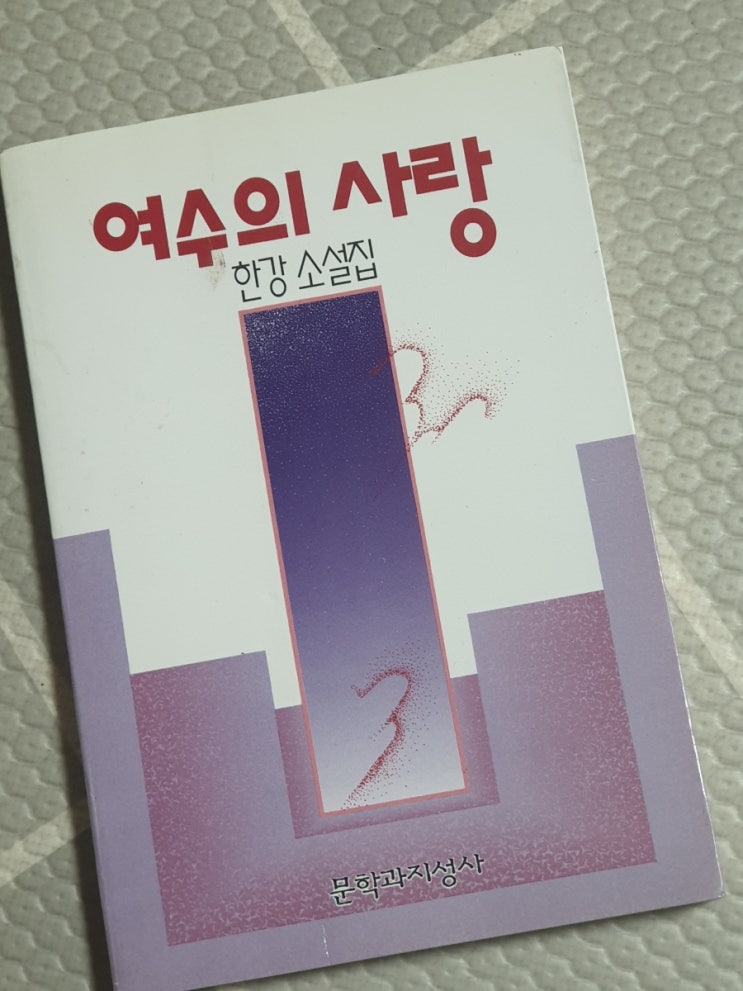 여수의 사랑
한강 소설집
문학과지성사